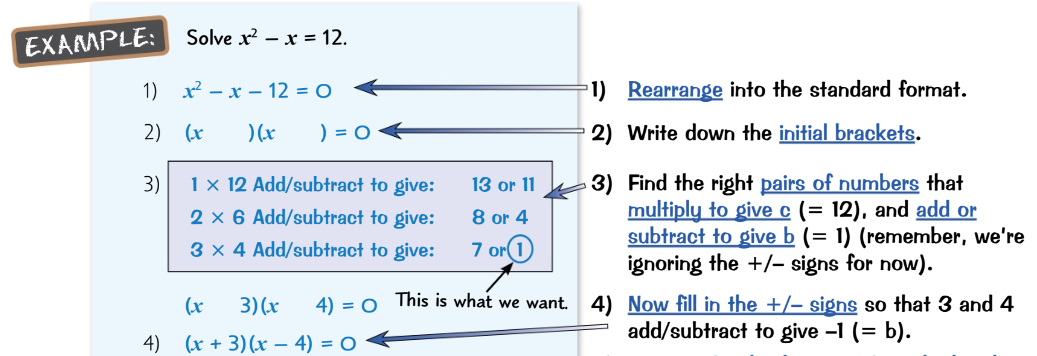 EXAMPLE:
Solve x² – x = 12.
1) x² – x – 12 = 0
2) (x )(x ) = 0
3) 1 × 12 Add/subtract to give: 13 or 11
2 × 6 Add/subtract to give: 8 or 4
3 × 4 Add/subtract to give: 7 or 1
This is what we want.
(x 3)(x 4) = 0
4) (x + 3)(x – 4) = 0
1) Rearrange into the standard format.
2) Write down the initial brackets.
3) Find the right pairs of numbers that
multiply to give c (= 12), and add or
subtract to give b (= 1) (remember, we're
ignoring the +/– signs for now).
4) Now fill in the +/– signs so that 3 and 4
add/subtract to give –1 (= b).